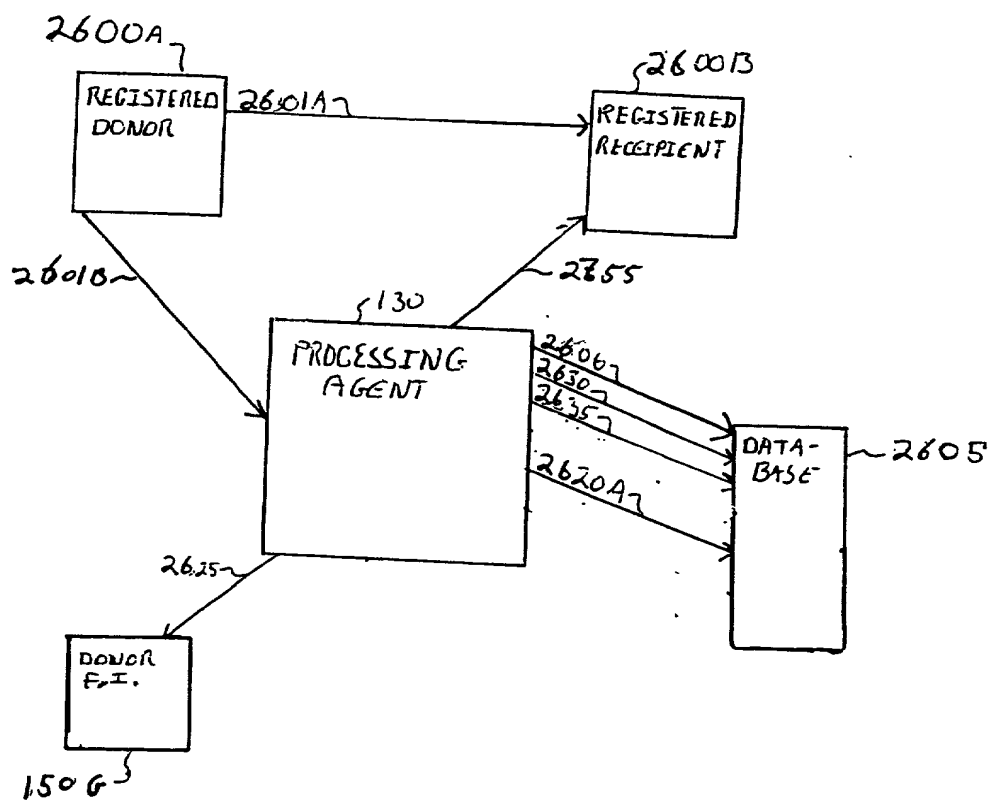 2600A
2600B
REGISTERED
DONOR
2601A
REGISTERED
RECEIPIENT
2601B
2755
130
PROCESSING
AGENT
2606
2630
2635
2620A
DATA-
BASE
2605
2625
DONOR
F.I.
150G